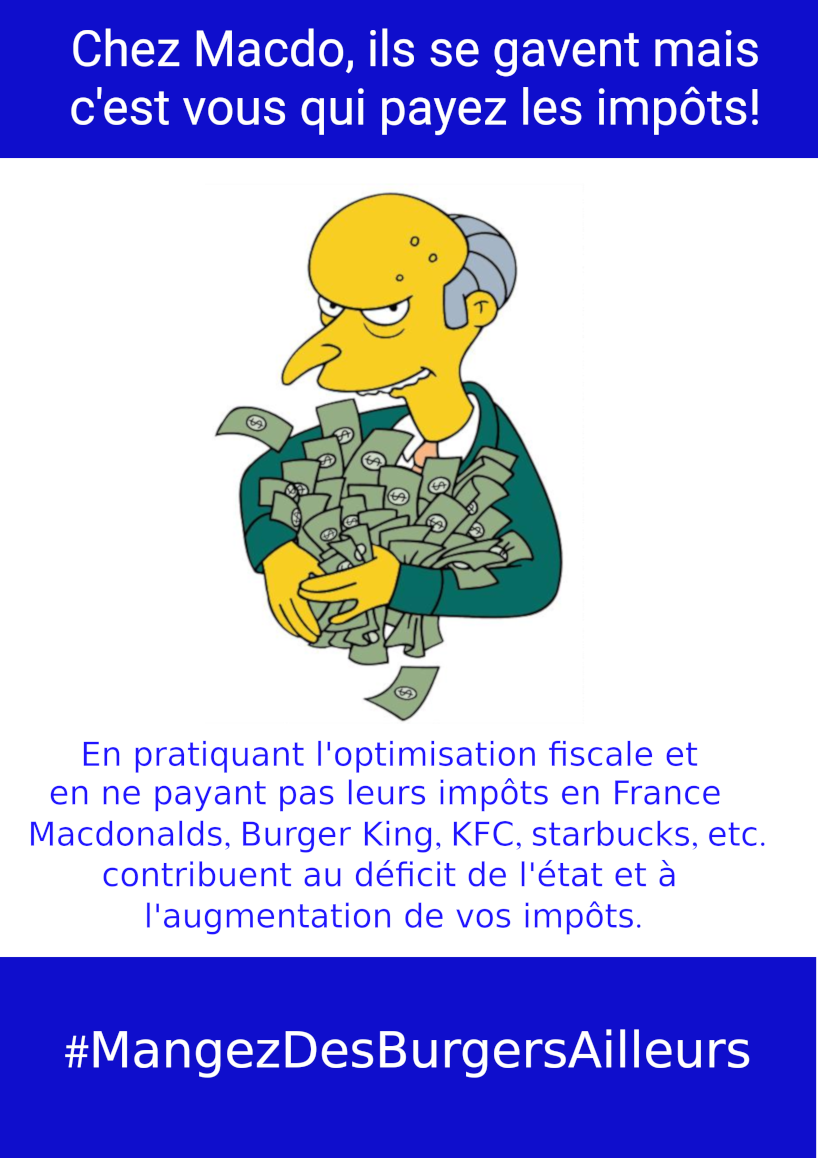 Chez Macdo, ils se gavent mais
c'est vous qui payez les impôts!
En pratiquant l'optimisation fiscale et
en ne payant pas leurs impôts en France
Macdonalds, Burger King, KFC, starbucks, etc.
contribuent au déficit de l'état et à
l'augmentation de vos impôts.
#MangezDesBurgersAilleurs